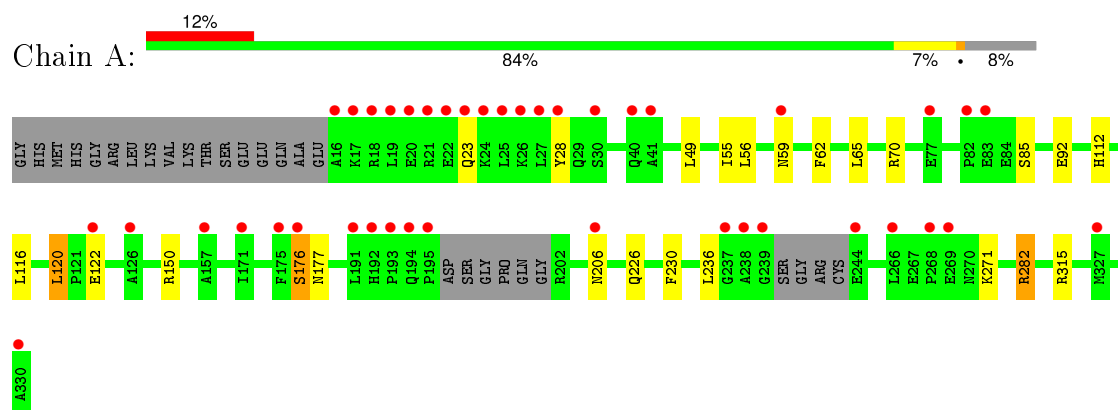 12%
Chain A:
84% 7% • 8%
GLY HIS MET HIS GLY ARG LEU LYS VAL LYS THR SER GLU GLU GLN ALA GLU A16 K17 R18 L19 E20 R21 E22 Q23 K24 L25 K26 L27 Y28 Q29 S30 Q40 A41 L49 I55 L56 N59 F62 L65 R70 E77 P82 E83 E84 S85 E92 H112
L116 L120 P121 E122 A126 R150 A157 I171 F175 S176 N177 L191 H192 P193 Q194 P195 ASP SER GLY PRO GLN GLY R202 N206 Q226 F230 L236 G237 A238 G239 SER GLY ARG CYS E244 L266 E267 P268 E269 N270 K271 R282 R315 M327
A330